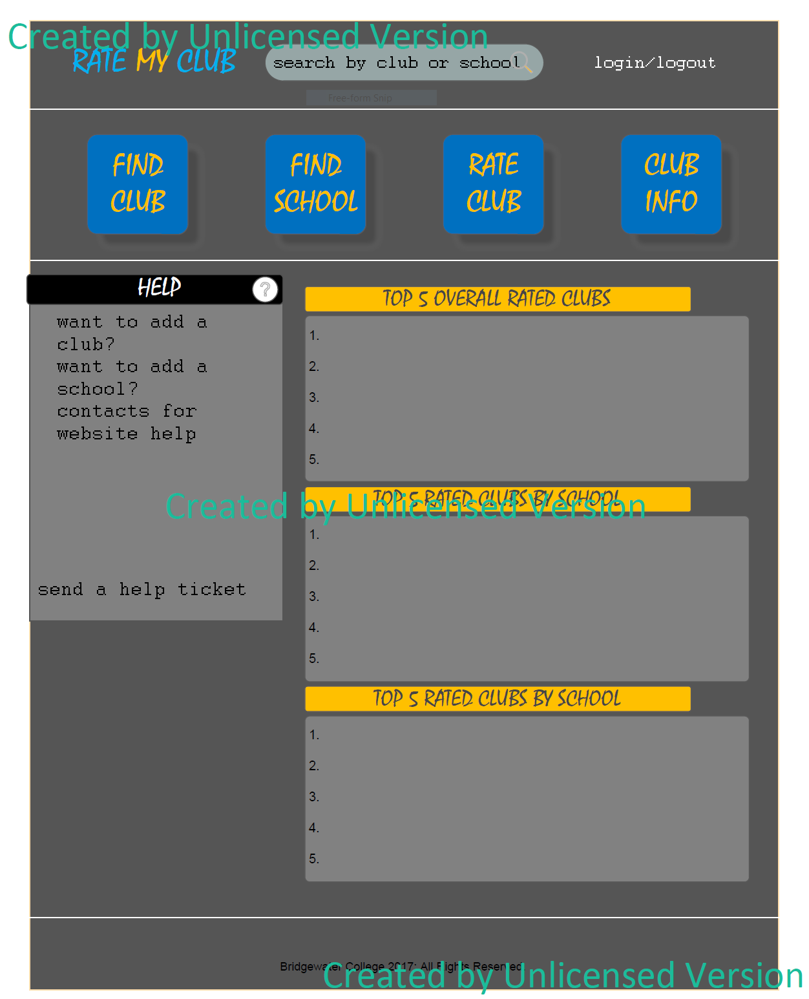 Created by Unlicensed Version
RATE MY CLUB
search by club or school
login/logout
Free-form Snip
FIND
CLUB
FIND
SCHOOL
RATE
CLUB
CLUB
INFO
HELP
?
want to add a
club?
want to add a
school?
contacts for
website help
send a help ticket
TOP 5 OVERALL RATED CLUBS
1.
2.
3.
4.
5.
TOP 5 RATED CLUBS BY SCHOOL
Created by Unlicensed Version
1.
2.
3.
4.
5.
TOP 5 RATED CLUBS BY SCHOOL
1.
2.
3.
4.
5.
Bridgewater College 2017: All Rights Reserved
Created by Unlicensed Version